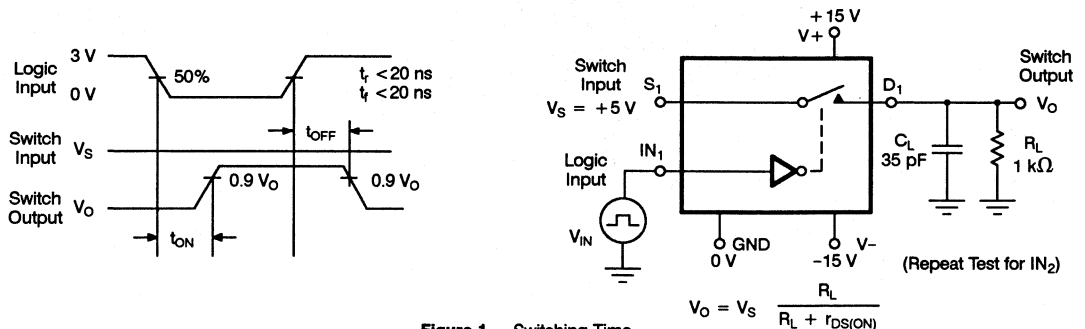 Logic Input
3 V
0 V
50%
tr <20 ns
tf <20 ns
tOFF
Switch Input
VS
Switch Output
VO
0.9 VO
0.9 VO
tON
+15 V
V+
Switch Input
S1
VS = +5 V
D1
Switch Output
VO
CL
35 pF
RL
1 kΩ
Logic Input
IN1
VIN
GND
0 V
V−
−15 V
(Repeat Test for IN2)
VO = VS RL / RL + rDS(ON)
Figure 1. Switching Time